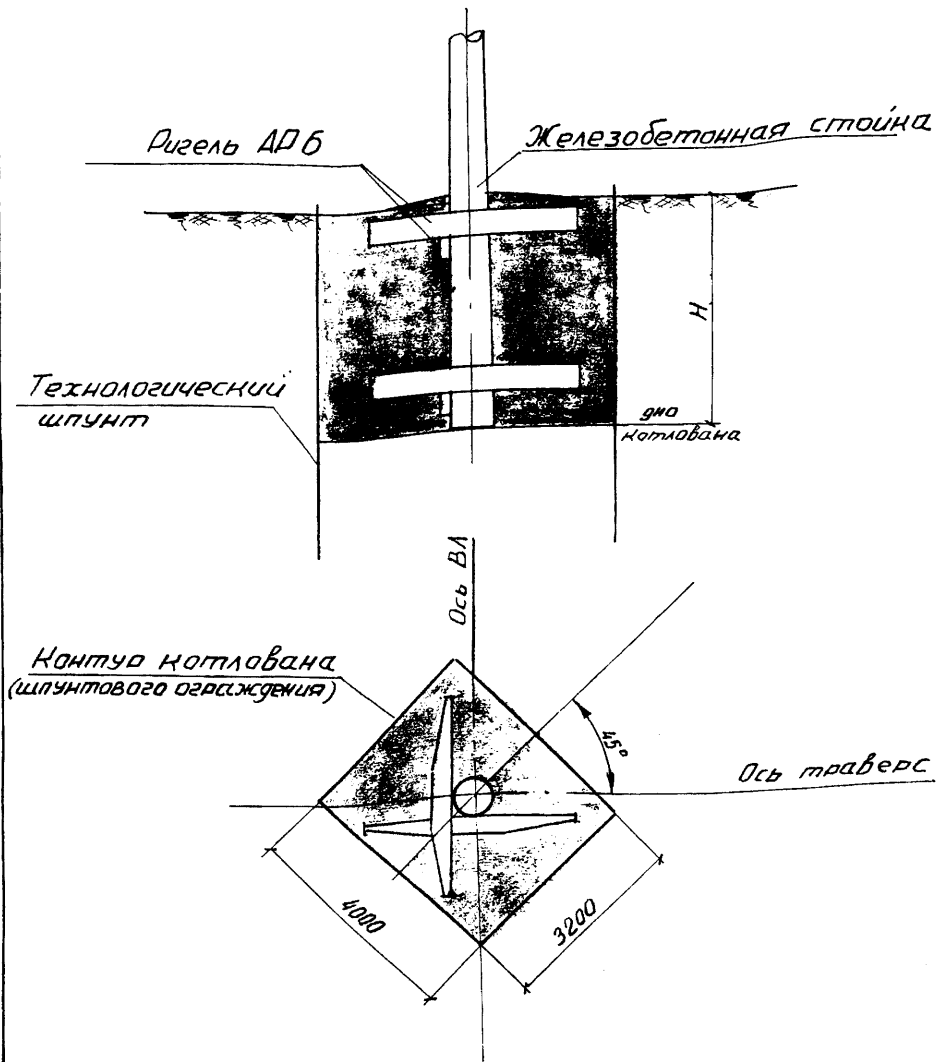 Ригель АР6
Железобетонная стойка
H
Технологический
шпунт
дно
котлована
Ось ВЛ
Контур котлована
(шпунтового ограждения)
45°
Ось траверс
4000
3200